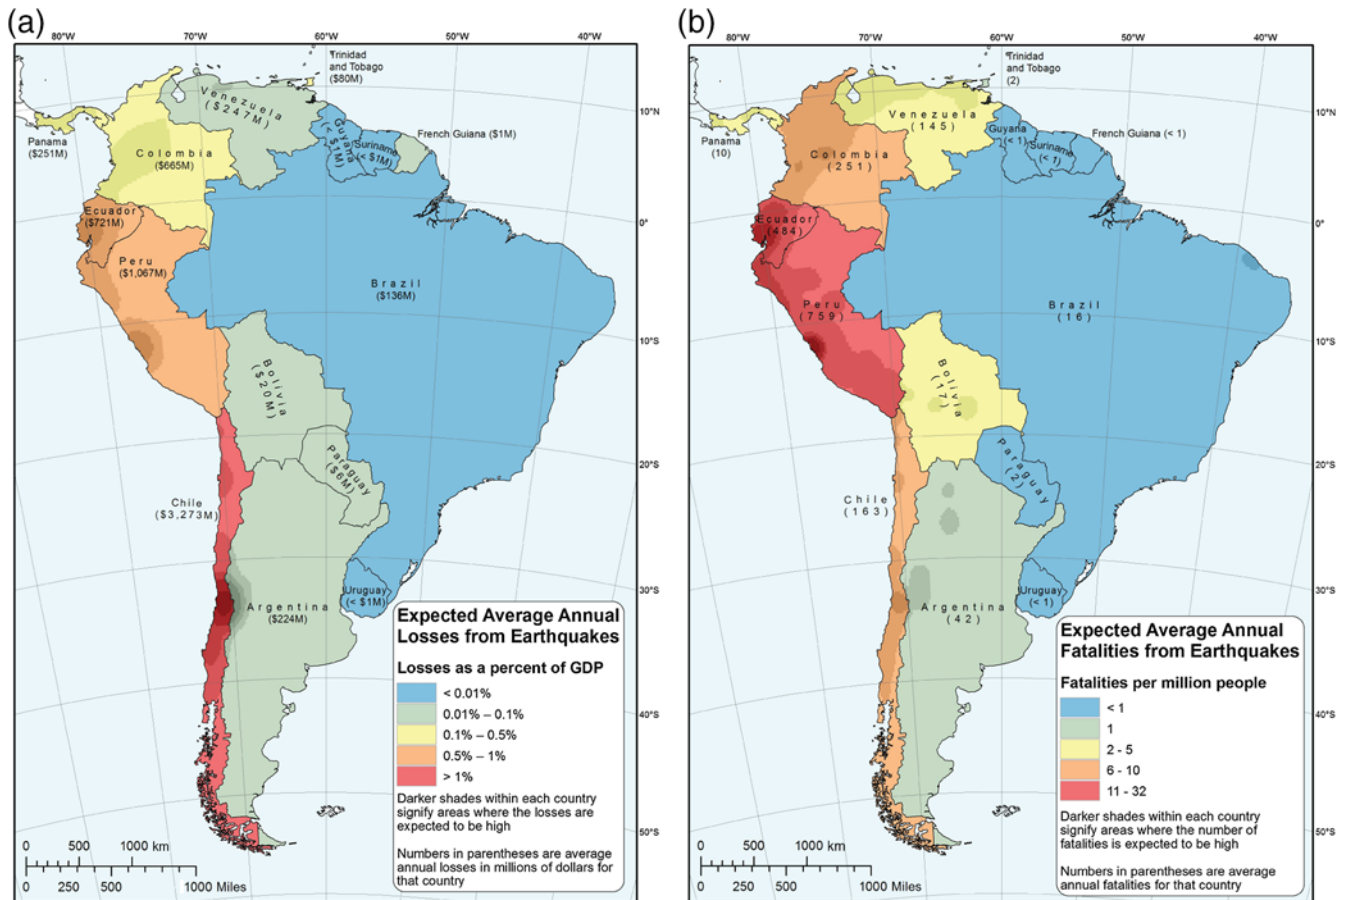 (a)
80°W
70°W
60°W
50°W
40°W
Trinidad
and Tobago
($80M)
Venezuela
($247M)
10°N
Panama
($251M)
Guyana
(< $1M)
Suriname
(< $1M)
French Guiana ($1M)
Colombia
($665M)
Ecuador
($721M)
0°
Peru
($1,067M)
Brazil
($136M)
10°S
Bolivia
($20M)
20°S
Paraguay
($6M)
Chile
($3,273M)
30°S
Argentina
($224M)
Uruguay
(< $1M)
Expected Average Annual
Losses from Earthquakes
Losses as a percent of GDP
< 0.01%
0.01% – 0.1%
0.1% – 0.5%
0.5% – 1%
> 1%
40°S
Darker shades within each country
signify areas where the losses are
expected to be high
50°S
Numbers in parentheses are average
annual losses in millions of dollars for
that country
0 500 1000 km
0 250 500 1000 Miles
(b)
80°W
70°W
60°W
50°W
40°W
Trinidad
and Tobago
(2)
10°N
Venezuela
(145)
Panama
(10)
Guyana
(< 1)
Suriname
(< 1)
French Guiana (< 1)
Colombia
(251)
Ecuador
(484)
0°
Peru
(759)
Brazil
(16)
10°S
Bolivia
(17)
20°S
Paraguay
(2)
Chile
(163)
30°S
Argentina
(42)
Uruguay
(< 1)
Expected Average Annual
Fatalities from Earthquakes
Fatalities per million people
< 1
1
2 - 5
6 - 10
11 - 32
40°S
Darker shades within each country
signify areas where the number of
fatalities is expected to be high
50°S
Numbers in parentheses are average
annual fatalities for that country
0 500 1000 km
0 250 500 1000 Miles